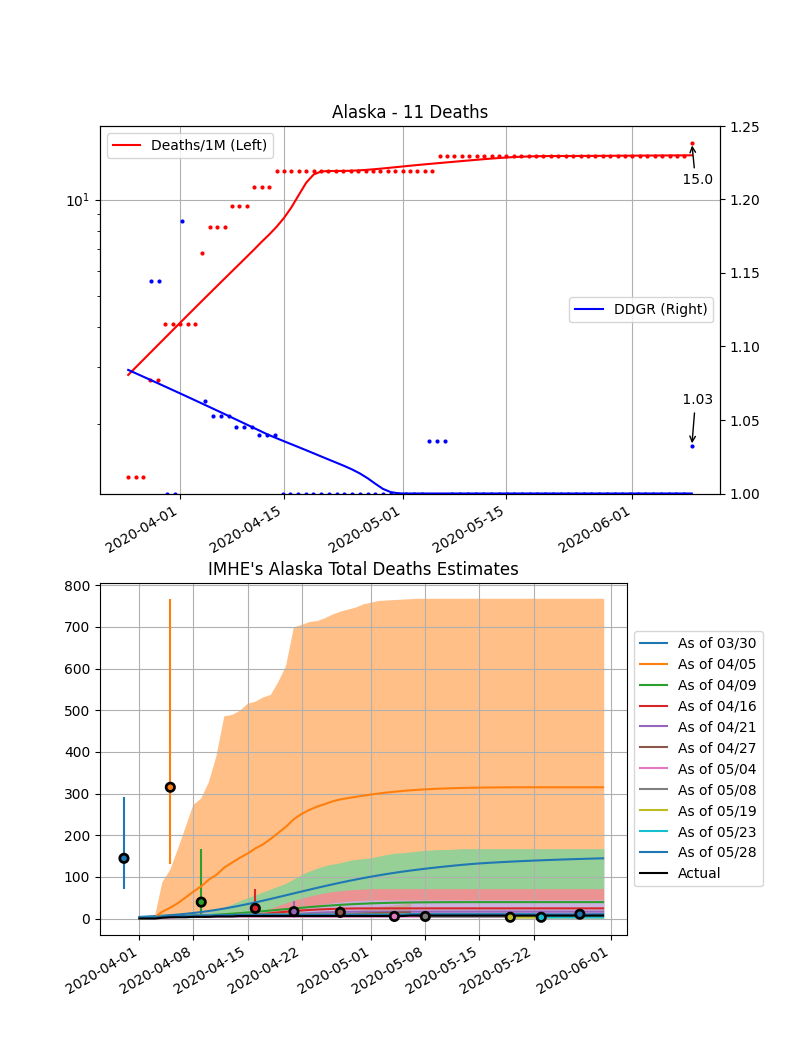 Alaska - 11 Deaths
Deaths/1M (Left)
10¹
1.25
1.20
1.15
1.10
1.05
1.00
15.0
DDGR (Right)
1.03
2020-04-01
2020-04-15
2020-05-01
2020-05-15
2020-06-01
IMHE's Alaska Total Deaths Estimates
800
700
600
500
400
300
200
100
0
As of 03/30
As of 04/05
As of 04/09
As of 04/16
As of 04/21
As of 04/27
As of 05/04
As of 05/08
As of 05/19
As of 05/23
As of 05/28
Actual
2020-04-01
2020-04-08
2020-04-15
2020-04-22
2020-05-01
2020-05-08
2020-05-15
2020-05-22
2020-06-01